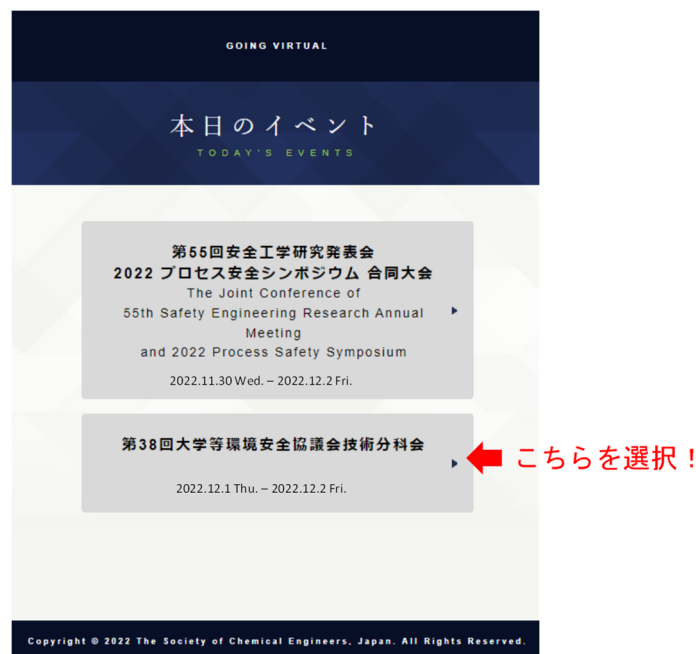 GOING VIRTUAL
本日のイベント
TODAY'S EVENTS
第55回安全工学研究発表会
2022 プロセス安全シンポジウム 合同大会
The Joint Conference of
55th Safety Engineering Research Annual
Meeting
and 2022 Process Safety Symposium
2022.11.30 Wed. – 2022.12.2 Fri.
第38回大学等環境安全協議会技術分科会
こちらを選択！
2022.12.1 Thu. – 2022.12.2 Fri.
Copyright © 2022 The Society of Chemical Engineers, Japan. All Rights Reserved.